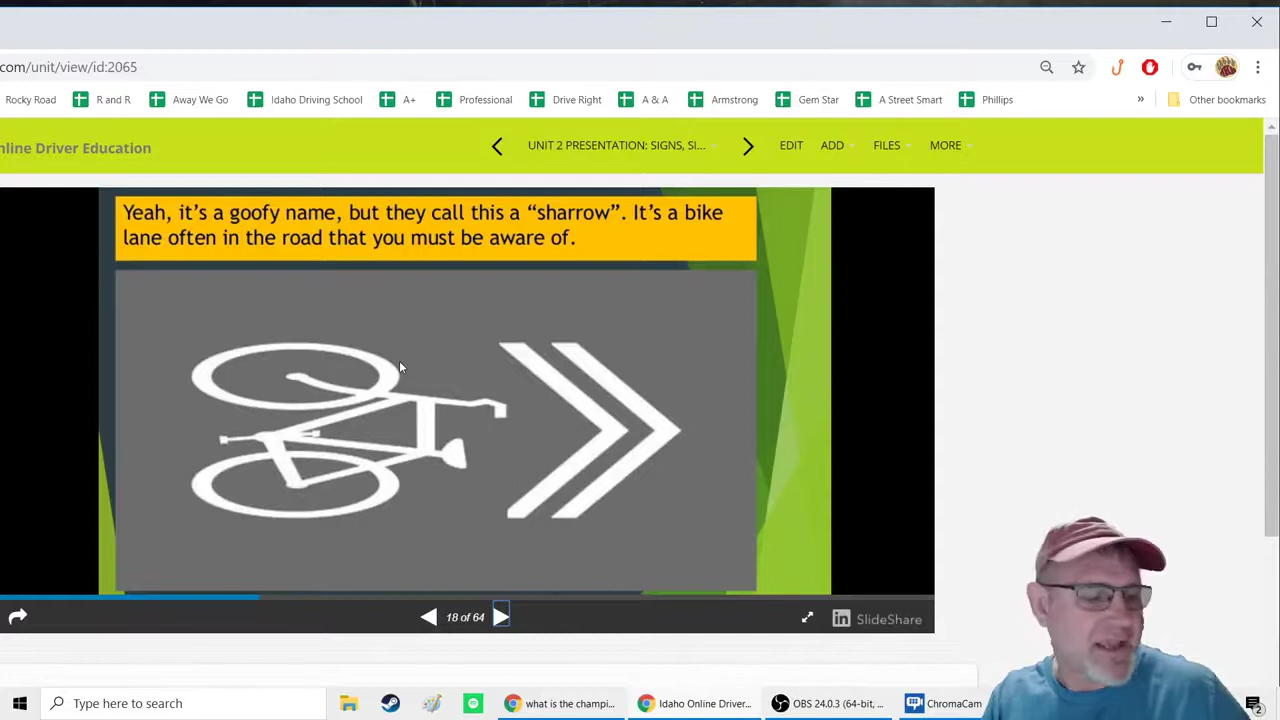 com/unit/view/id:2065
Rocky Road R and R Away We Go Idaho Driving School A+ Professional Drive Right A & A Armstrong Gem Star A Street Smart Phillips » Other bookmarks
nline Driver Education
UNIT 2 PRESENTATION: SIGNS, SI... EDIT ADD FILES MORE
Yeah, it's a goofy name, but they call this a “sharrow”. It's a bike
lane often in the road that you must be aware of.
18 of 64
in SlideShare
Type here to search
what is the champi...
Idaho Online Driver...
OBS 24.0.3 (64-bit, ...
ChromaCam
2